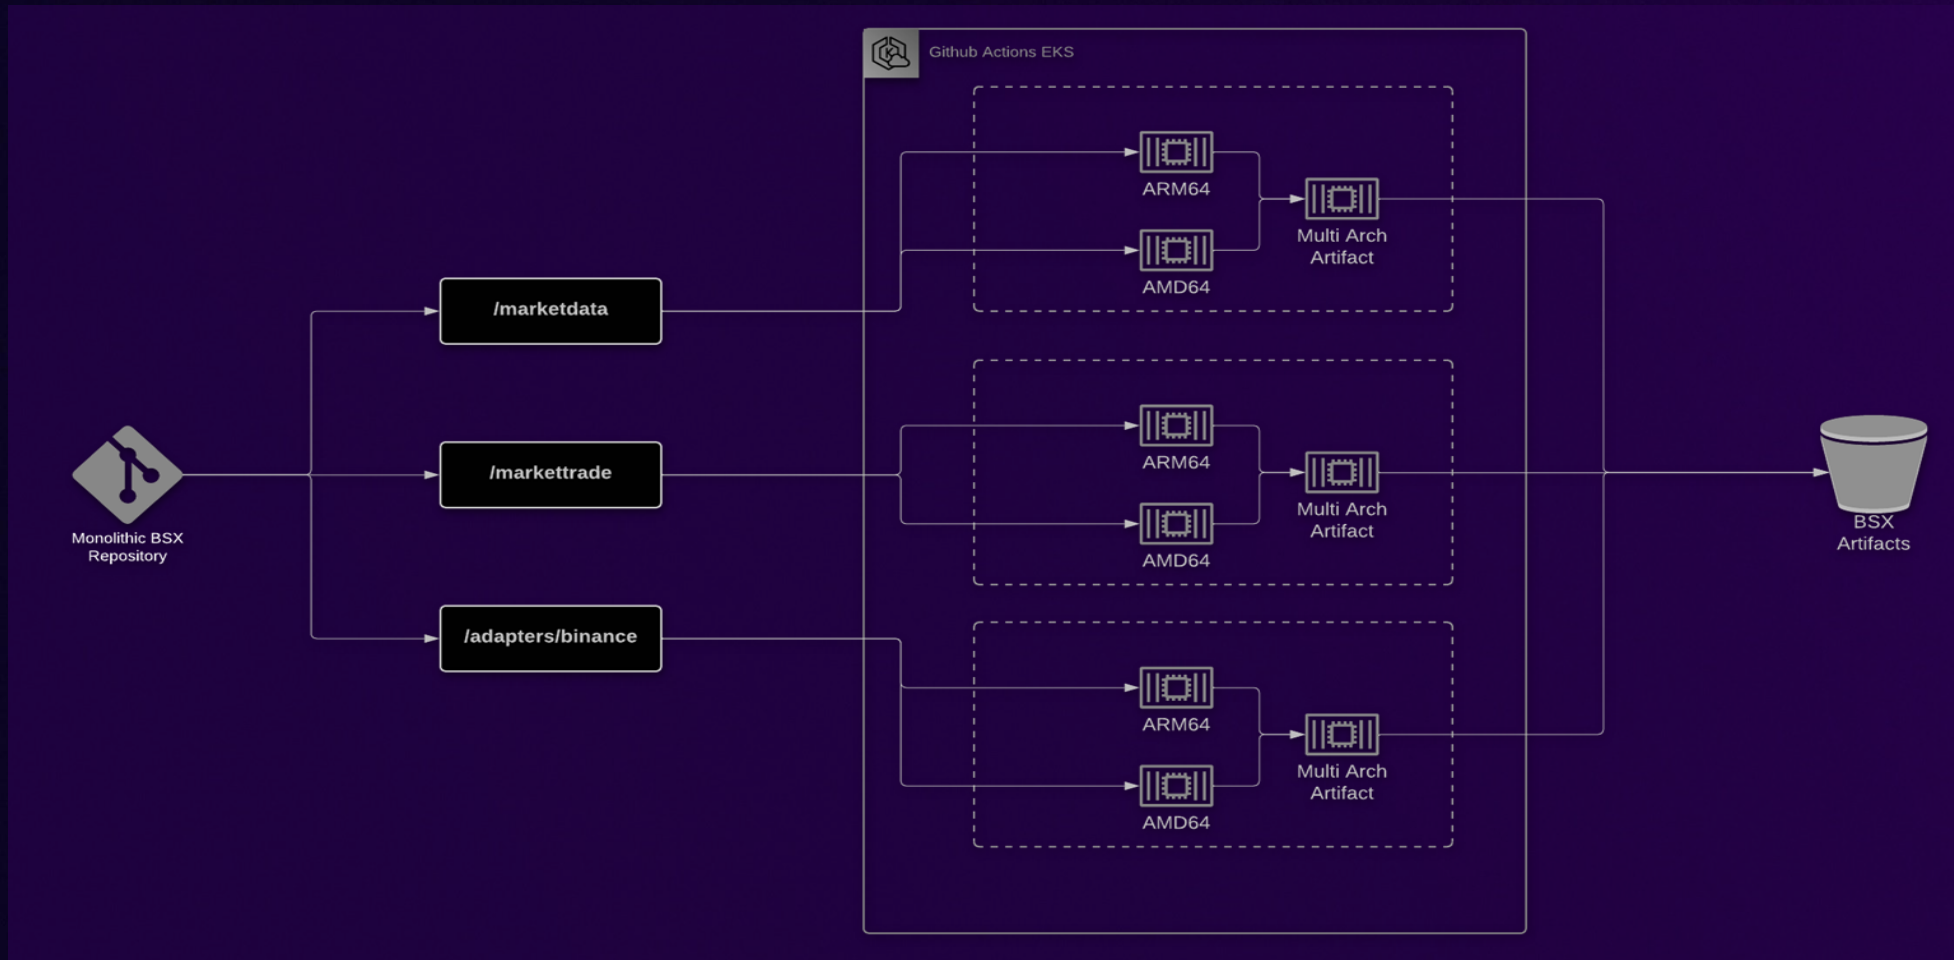 Github Actions EKS
ARM64
Multi Arch
Artifact
AMD64
/marketdata
/markettrade
ARM64
Multi Arch
Artifact
AMD64
Monolithic BSX
Repository
BSX
Artifacts
/adapters/binance
ARM64
Multi Arch
Artifact
AMD64